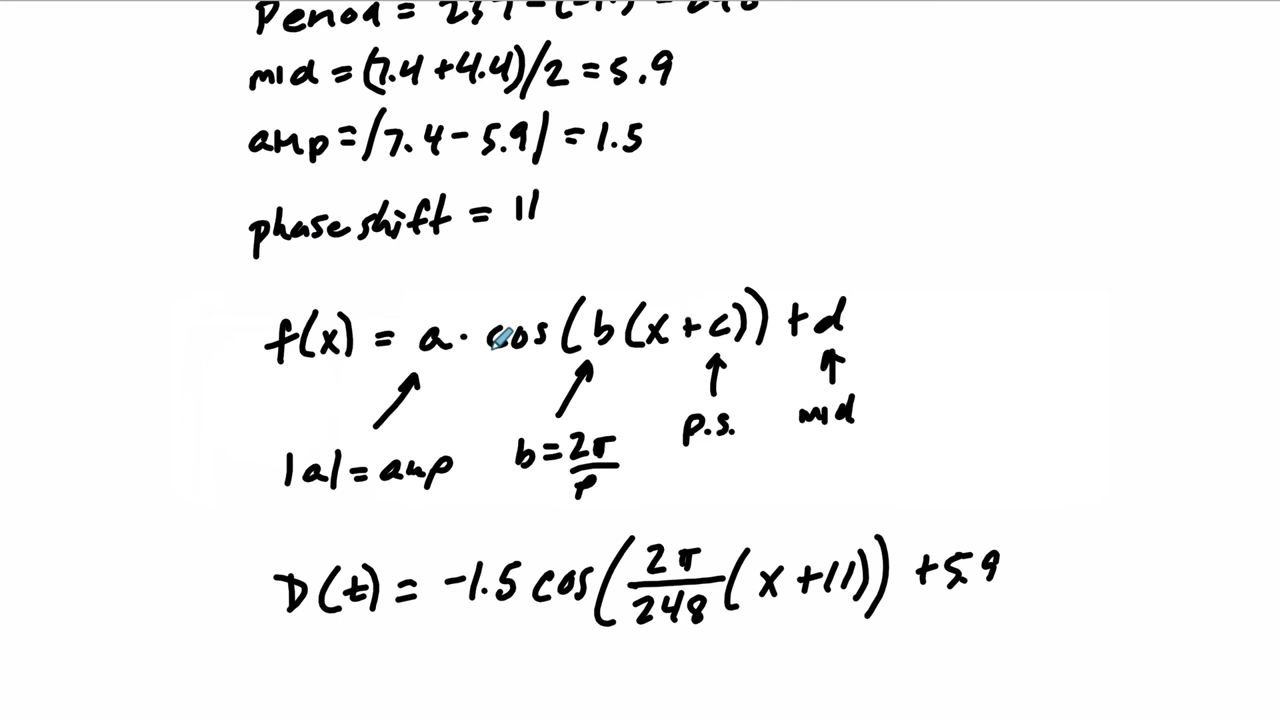 Period =
mid = (7.4 + 4.4)/2 = 5.9
amp = |7.4 - 5.9| = 1.5
phase shift = 11
f(x) = a · cos(b(x + c)) + d
|a| = amp b = 2π/P p.s. mid
D(t) = -1.5 cos(2π/248 (x + 11)) + 5.9